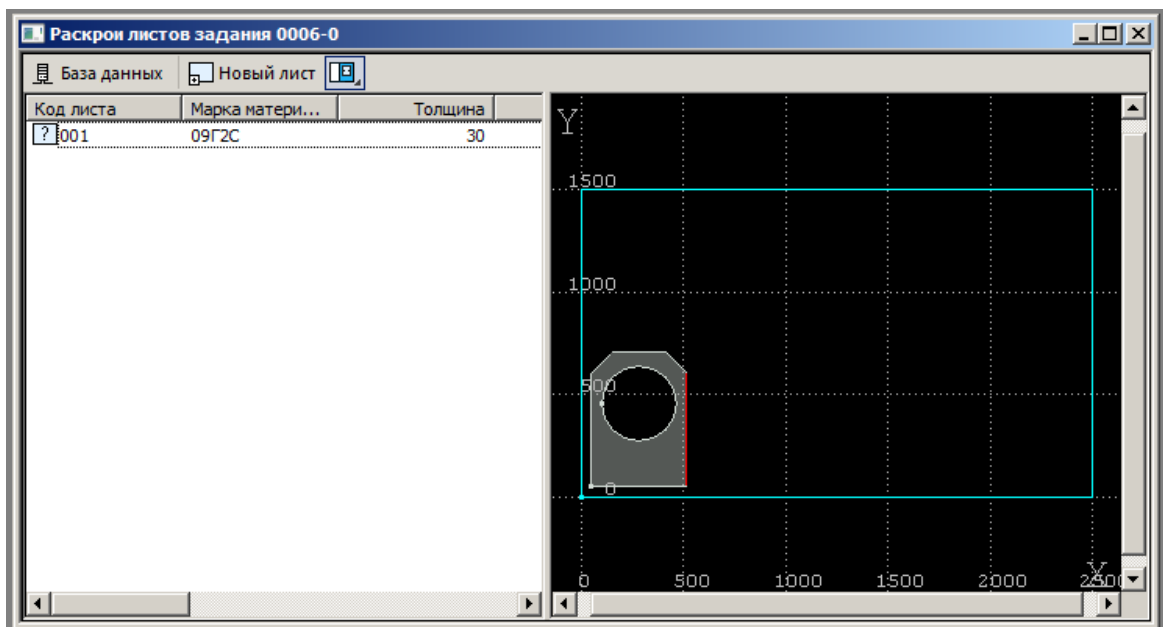 Раскрои листов задания 0006-0
База данных Новый лист
Код листа Марка матери... Толщина
? 001 09Г2С 30
Y
1500
1000
500
0
0 500 1000 1500 2000 2500
X